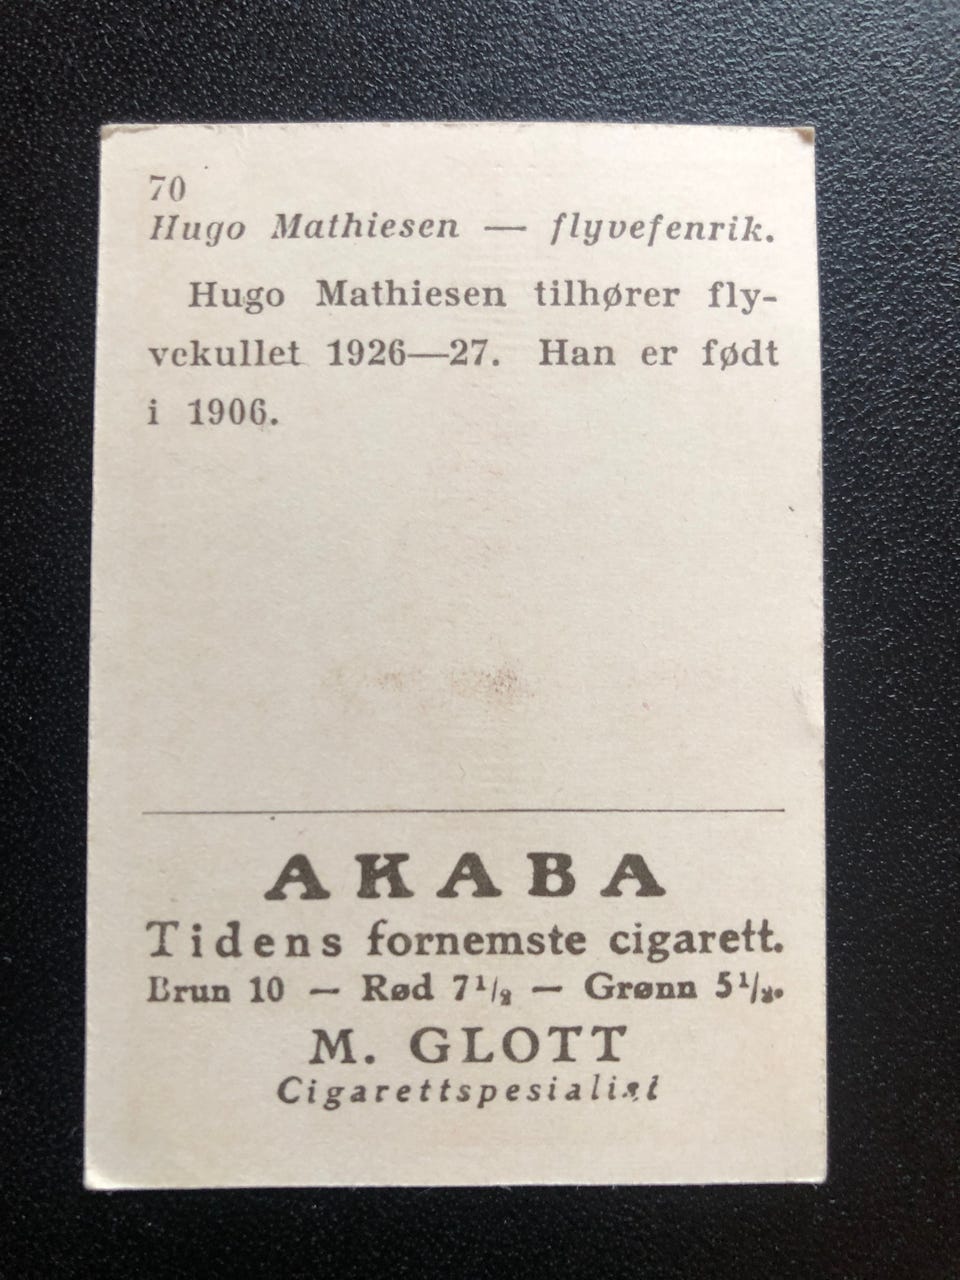 70
Hugo Mathiesen — flyvefenrik.
Hugo Mathiesen tilhører fly-
vekullet 1926—27. Han er født
i 1906.
AKABA
Tidens fornemste cigarett.
Brun 10 — Rød 7¹/₂ — Grønn 5¹/₂.
M. GLOTT
Cigarettspesialist